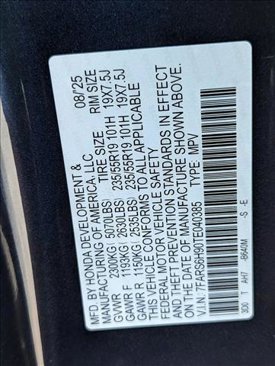 MFD. BY HONDA DEVELOPMENT & 08/'25
MANUFACTURING OF AMERICA, LLC
TIRE SIZE RIM SIZE
GVWR 2300KG( 5070LBS) 235/55R19 101H 19X7.5J
GAWR F 1193KG( 2630LBS) 235/55R19 101H 19X7.5J
GAWR R 1150KG( 2535LBS)
THIS VEHICLE CONFORMS TO ALL APPLICABLE
FEDERAL MOTOR VEHICLE SAFETY
AND THEFT PREVENTION STANDARDS IN EFFECT
ON THE DATE OF MANUFACTURE SHOWN ABOVE.
V.I.N. 7FARS6H90TE040385 TYPE: MPV